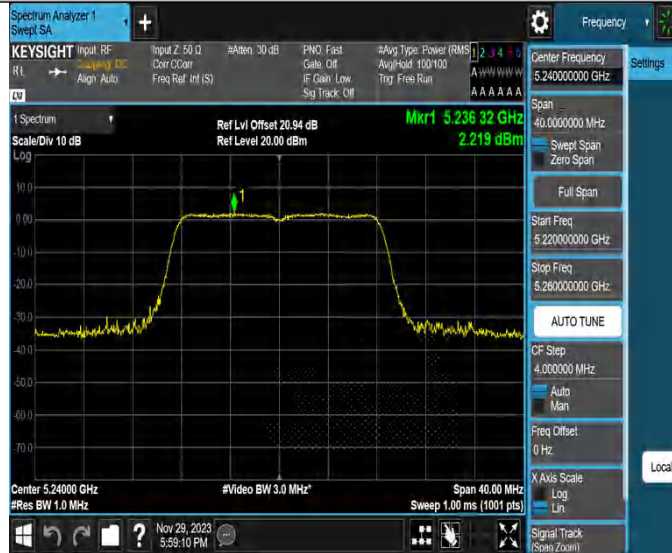 Spectrum Analyzer 1
Swept SA
+
Frequency
KEYSIGHT
RL
Input: RF
Coupling: DC
Align: Auto
Input Z: 50 Ω
Corr CCorr
Freq Ref: Int (S)
#Atten: 30 dB
PNO: Fast
Gate: Off
IF Gain: Low
Sig Track: Off
#Avg Type: Power (RMS
Avg|Hold: 100/100
Trig: Free Run
1 2 3 4 5 6
A W W W W W
A A A A A A
1 Spectrum
Scale/Div 10 dB
Log
Ref Lvl Offset 20.94 dB
Ref Level 20.00 dBm
Mkr1 5.236 32 GHz
2.219 dBm
10.0
0.00
-10.0
-20.0
-30.0
-40.0
-50.0
-60.0
-70.0
1
Center 5.24000 GHz
#Res BW 1.0 MHz
#Video BW 3.0 MHz*
Span 40.00 MHz
Sweep 1.00 ms (1001 pts)
Nov 29, 2023
5:59:10 PM
Center Frequency
5.240000000 GHz
Settings
Span
40.0000000 MHz
Swept Span
Zero Span
Full Span
Start Freq
5.220000000 GHz
Stop Freq
5.260000000 GHz
AUTO TUNE
CF Step
4.000000 MHz
Auto
Man
Freq Offset
0 Hz
X Axis Scale
Log
Lin
Local
Signal Track
(Span Zoom)